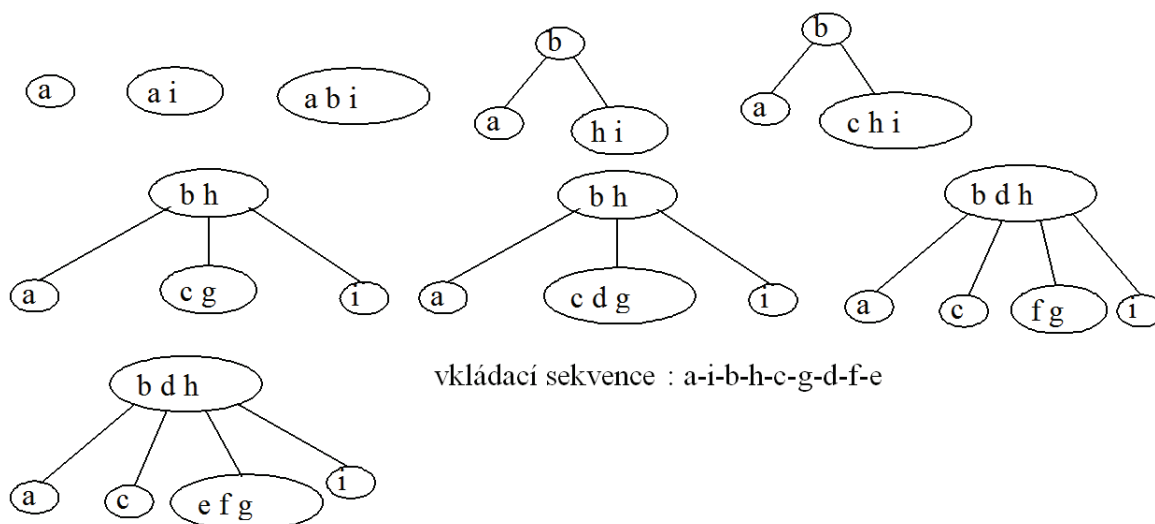 a
a i
a b i
b
a
h i
b
a
c h i
b h
a
c g
i
b h
a
c d g
i
b d h
a
c
f g
i
b d h
a
c
e f g
i
vkládací sekvence : a-i-b-h-c-g-d-f-e